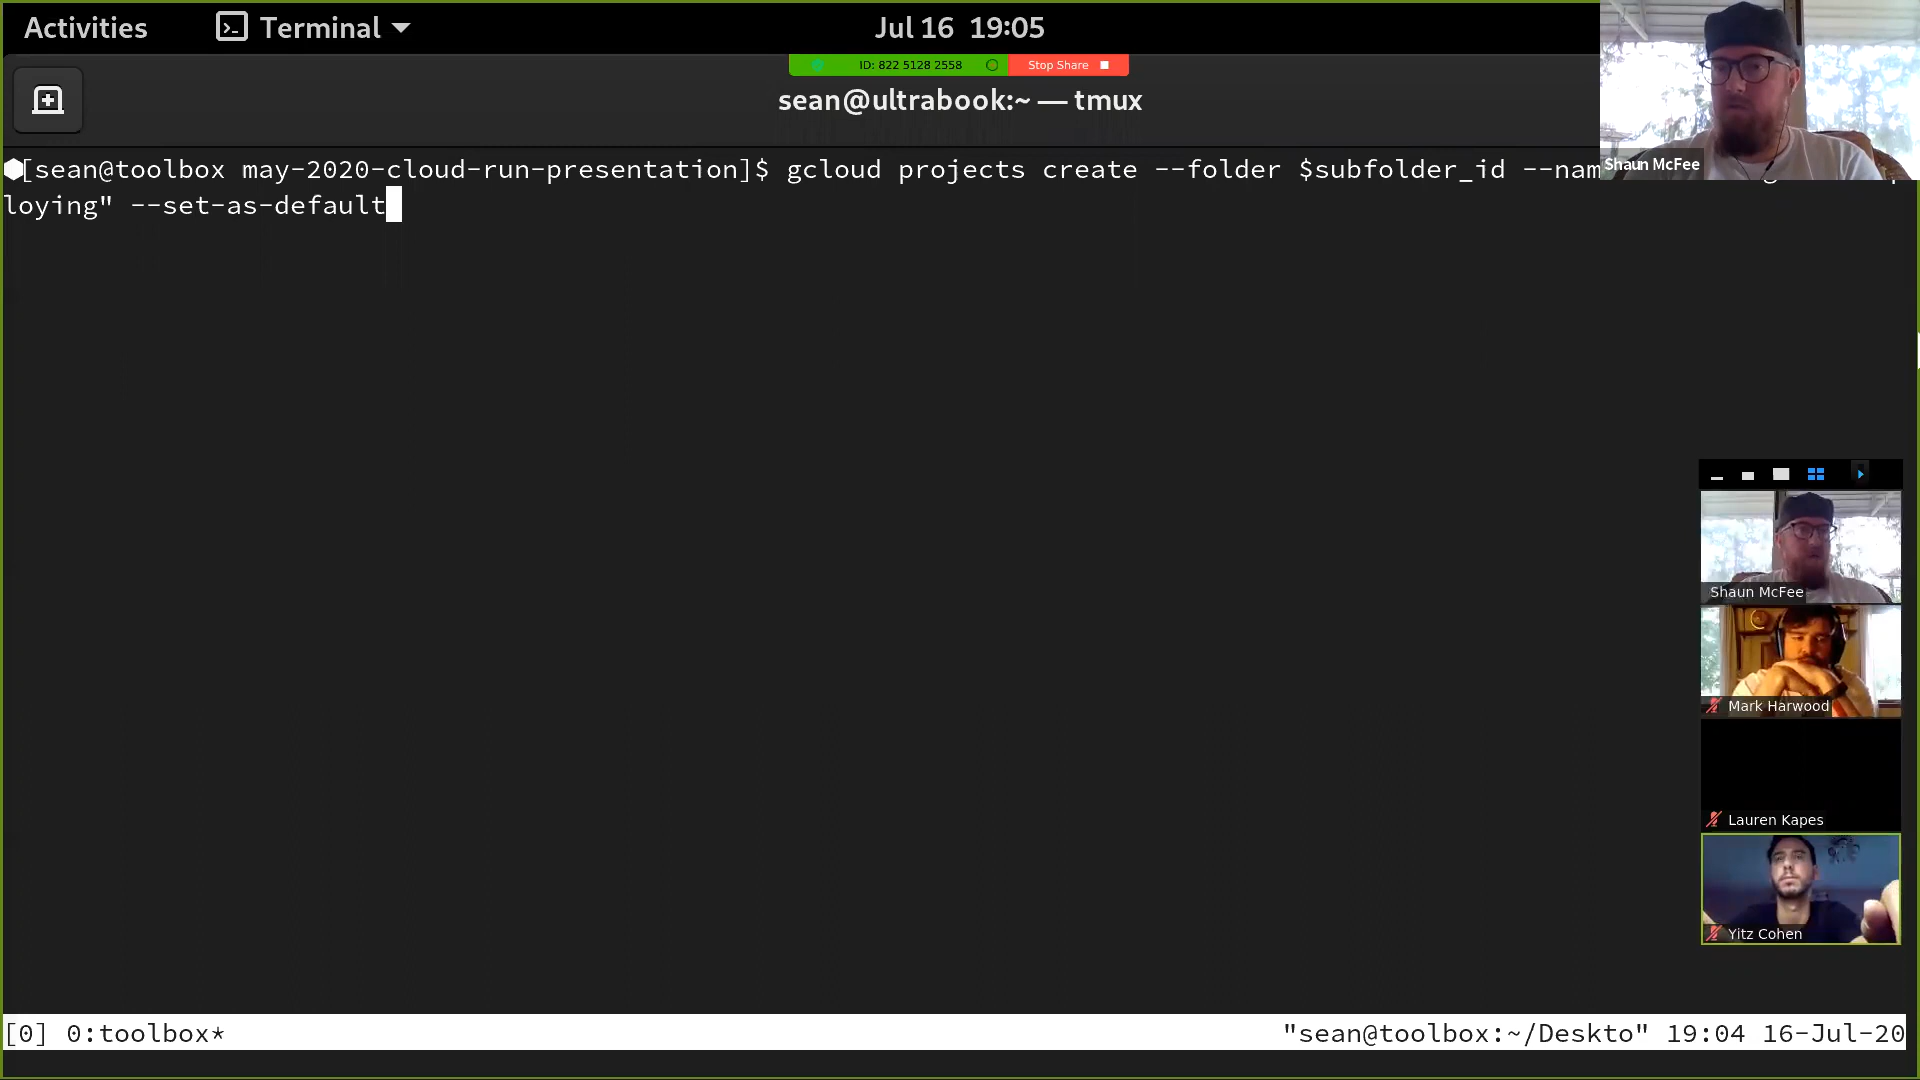 Activities Terminal Jul 16 19:05
ID: 822 5128 2558 Stop Share
sean@ultrabook:~ — tmux
Shaun McFee
[sean@toolbox may-2020-cloud-run-presentation]$ gcloud projects create --folder $subfolder_id --nam
loying" --set-as-default
Shaun McFee
Mark Harwood
Lauren Kapes
Yitz Cohen
[0] 0:toolbox* "sean@toolbox:~/Deskto" 19:04 16-Jul-20